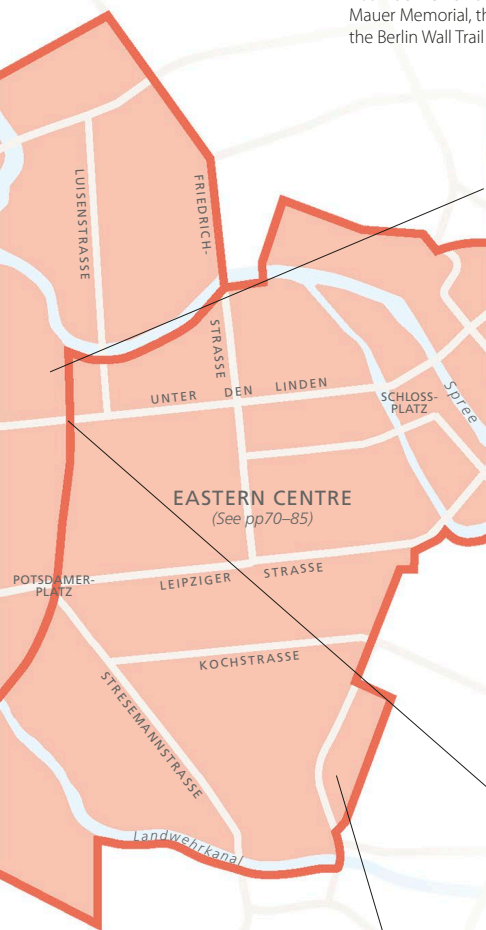 Mauer Memorial, th
the Berlin Wall Trail
LUISENSTRASSE
FRIEDRICH-
STRASSE
UNTER DEN LINDEN
SCHLOSS-
PLATZ
Spree
EASTERN CENTRE
(See pp70–85)
POTSDAMER-
PLATZ
LEIPZIGER STRASSE
KOCHSTRASSE
STRESEMANNSTRASSE
Landwehrkanal